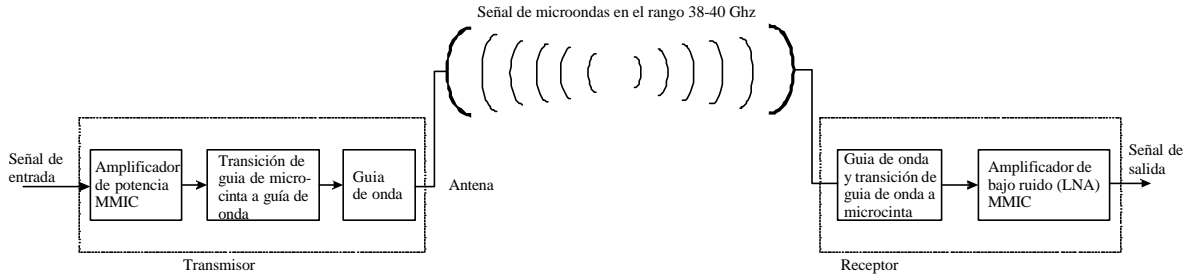 Señal de microondas en el rango 38-40 Ghz
Señal de
entrada
Amplificador
de potencia
MMIC
Transición de
guia de micro-
cinta a guía de
onda
Guia
de onda
Antena
Guia de onda
y transición de
guia de onda a
microcinta
Amplificador de
bajo ruido (LNA)
MMIC
Señal de
salida
Transmisor
Receptor